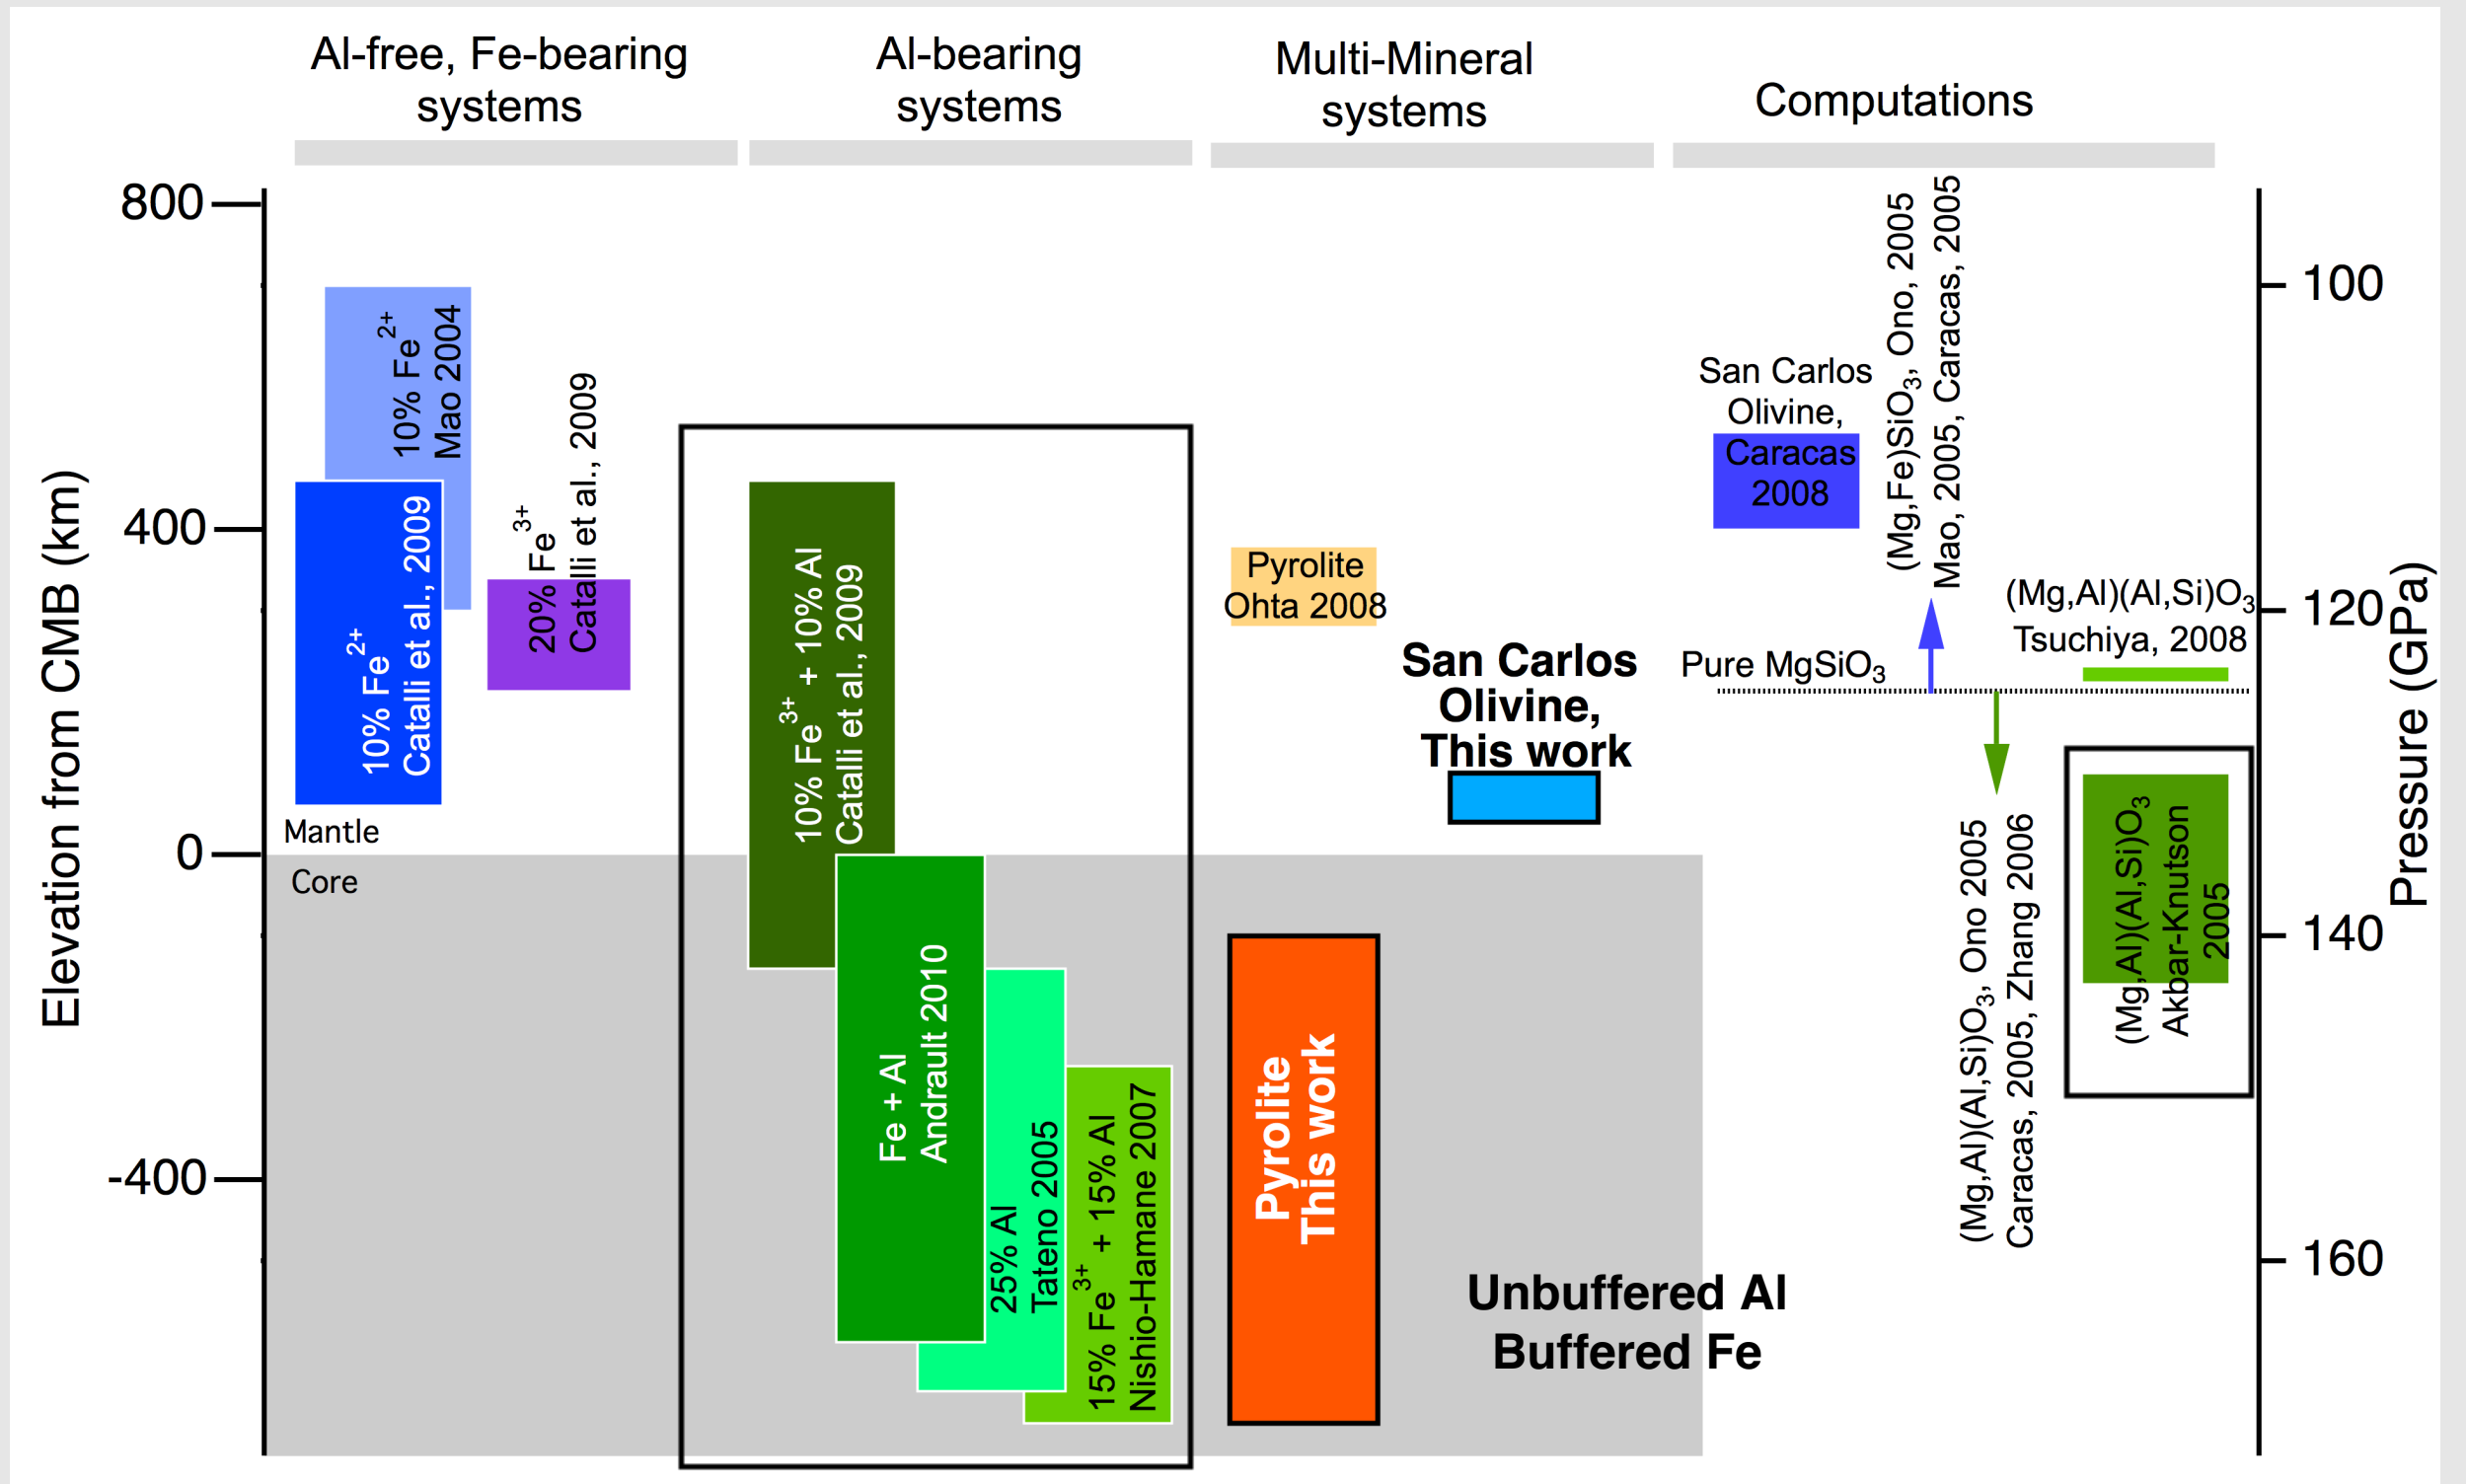 Al-free, Fe-bearing
systems
Al-bearing
systems
Multi-Mineral
systems
Computations
Elevation from CMB (km)
800
400
0
-400
Mantle
Core
10% Fe²⁺
Mao 2004
10% Fe²⁺
Catalli et al., 2009
20% Fe³⁺
Catalli et al., 2009
10% Fe³⁺ + 10% Al
Catalli et al., 2009
Fe + Al
Andrault 2010
25% Al
Tateno 2005
15% Fe³⁺ + 15% Al
Nishio-Hamane 2007
Pyrolite
Ohta 2008
San Carlos
Olivine,
This work
Pyrolite
This work
Unbuffered Al
Buffered Fe
San Carlos
Olivine,
Caracas
2008
(Mg,Fe)SiO₃, Ono, 2005
Mao, 2005, Caracas, 2005
Pure MgSiO₃
(Mg,Al)(Al,Si)O₃
Tsuchiya, 2008
(Mg,Al)(Al,Si)O₃, Ono 2005
Caracas, 2005, Zhang 2006
(Mg,Al)(Al,Si)O₃
Akbar-Knutson
2005
100
120
140
160
Pressure (GPa)